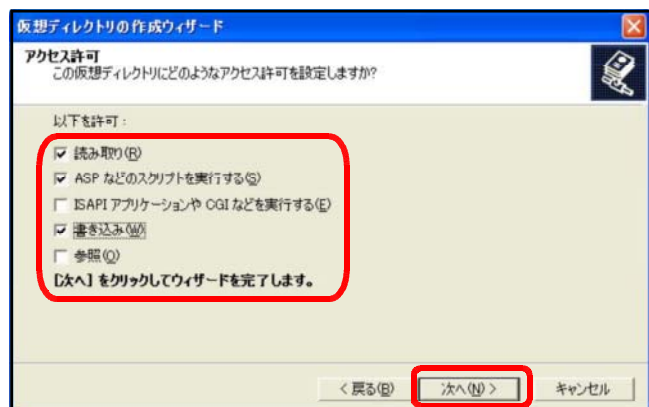 仮想ディレクトリの作成ウィザード
アクセス許可
この仮想ディレクトリにどのようなアクセス許可を設定しますか?
以下を許可:
読み取り(R)
ASP などのスクリプトを実行する(S)
ISAPI アプリケーションや CGI などを実行する(E)
書き込み(W)
参照(O)
[次へ] をクリックしてウィザードを完了します。
< 戻る(B)
次へ(N) >
キャンセル